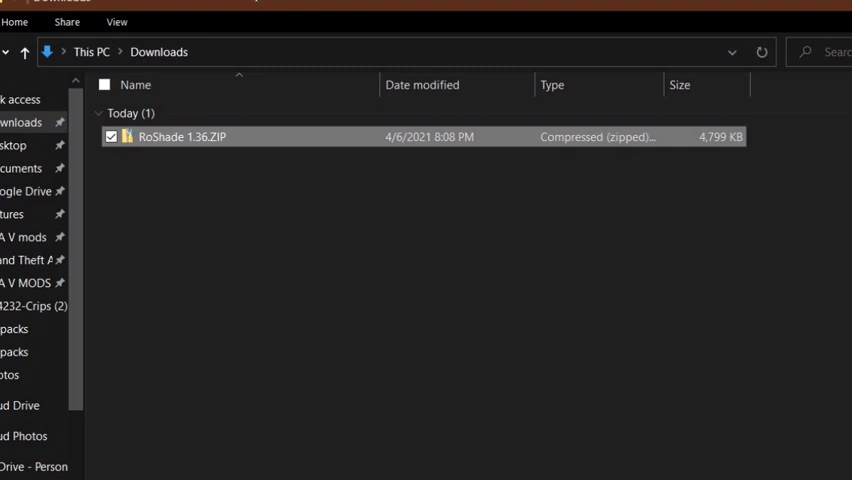 Home Share View
This PC Downloads Sear
Name Date modified Type Size
k access
Today (1)
wnloads
RoShade 1.36.ZIP 4/6/2021 8:08 PM Compressed (zipped)... 4,799 KB
sktop
cuments
ogle Drive
tures
A V mods
and Theft A
A V MODS
4232-Crips (2)
packs
packs
otos
ud Drive
ud Photos
Drive - Person